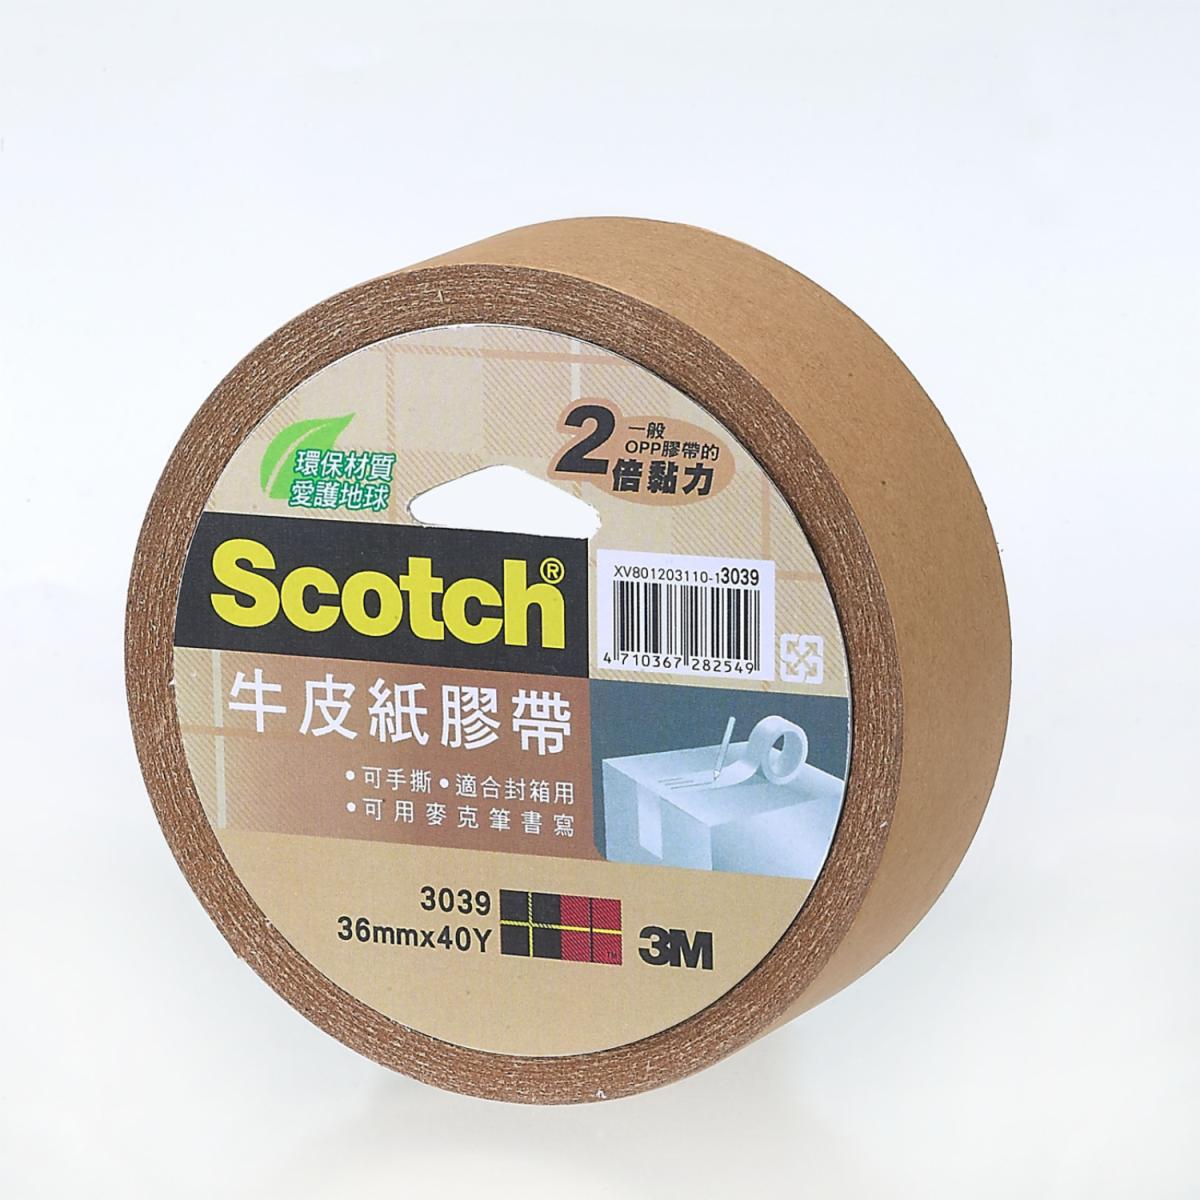 環保材質
愛護地球
2倍黏力
一般
OPP膠帶的
Scotch®
XV801203110-13039
4 710367 282549
牛皮紙膠帶
•可手撕•適合封箱用
•可用麥克筆書寫
3039
36mmx40Y
TM
3M